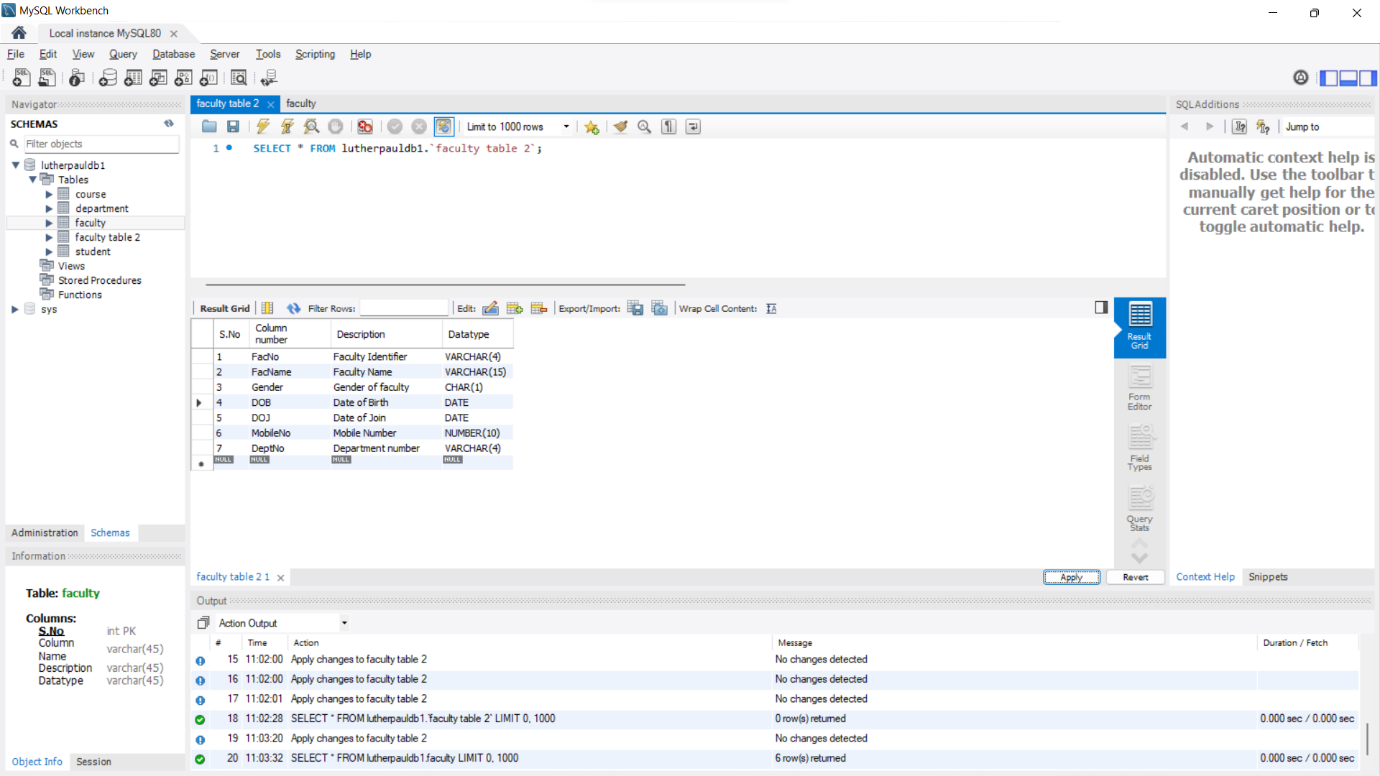 MySQL Workbench
Local instance MySQL80
File Edit View Query Database Server Tools Scripting Help
Navigator
SCHEMAS
Filter objects
lutherpauldb1
Tables
course
department
faculty
faculty table 2
student
Views
Stored Procedures
Functions
sys
Administration Schemas
Information
Table: faculty
Columns:
S.No int PK
Column Name varchar(45)
Description varchar(45)
Datatype varchar(45)
Object Info Session
faculty table 2 faculty
Limit to 1000 rows
1 SELECT * FROM lutherpauldb1.`faculty table 2`;
Result Grid Filter Rows: Edit: Export/Import: Wrap Cell Content:
S.No Column number Description Datatype
1 FacNo Faculty Identifier VARCHAR(4)
2 FacName Faculty Name VARCHAR(15)
3 Gender Gender of faculty CHAR(1)
4 DOB Date of Birth DATE
5 DOJ Date of Join DATE
6 MobileNo Mobile Number NUMBER(10)
7 DeptNo Department number VARCHAR(4)
NULL NULL NULL NULL
Result Grid
Form Editor
Field Types
Query Stats
faculty table 2 1 Apply Revert
Output
Action Output
# Time Action Message Duration / Fetch
15 11:02:00 Apply changes to faculty table 2 No changes detected
16 11:02:00 Apply changes to faculty table 2 No changes detected
17 11:02:01 Apply changes to faculty table 2 No changes detected
18 11:02:28 SELECT * FROM lutherpauldb1.`faculty table 2` LIMIT 0, 1000 0 row(s) returned 0.000 sec / 0.000 sec
19 11:03:20 Apply changes to faculty table 2 No changes detected
20 11:03:32 SELECT * FROM lutherpauldb1.faculty LIMIT 0, 1000 6 row(s) returned 0.000 sec / 0.000 sec
SQLAdditions
Jump to
Automatic context help is
disabled. Use the toolbar t
manually get help for the
current caret position or to
toggle automatic help.
Context Help Snippets